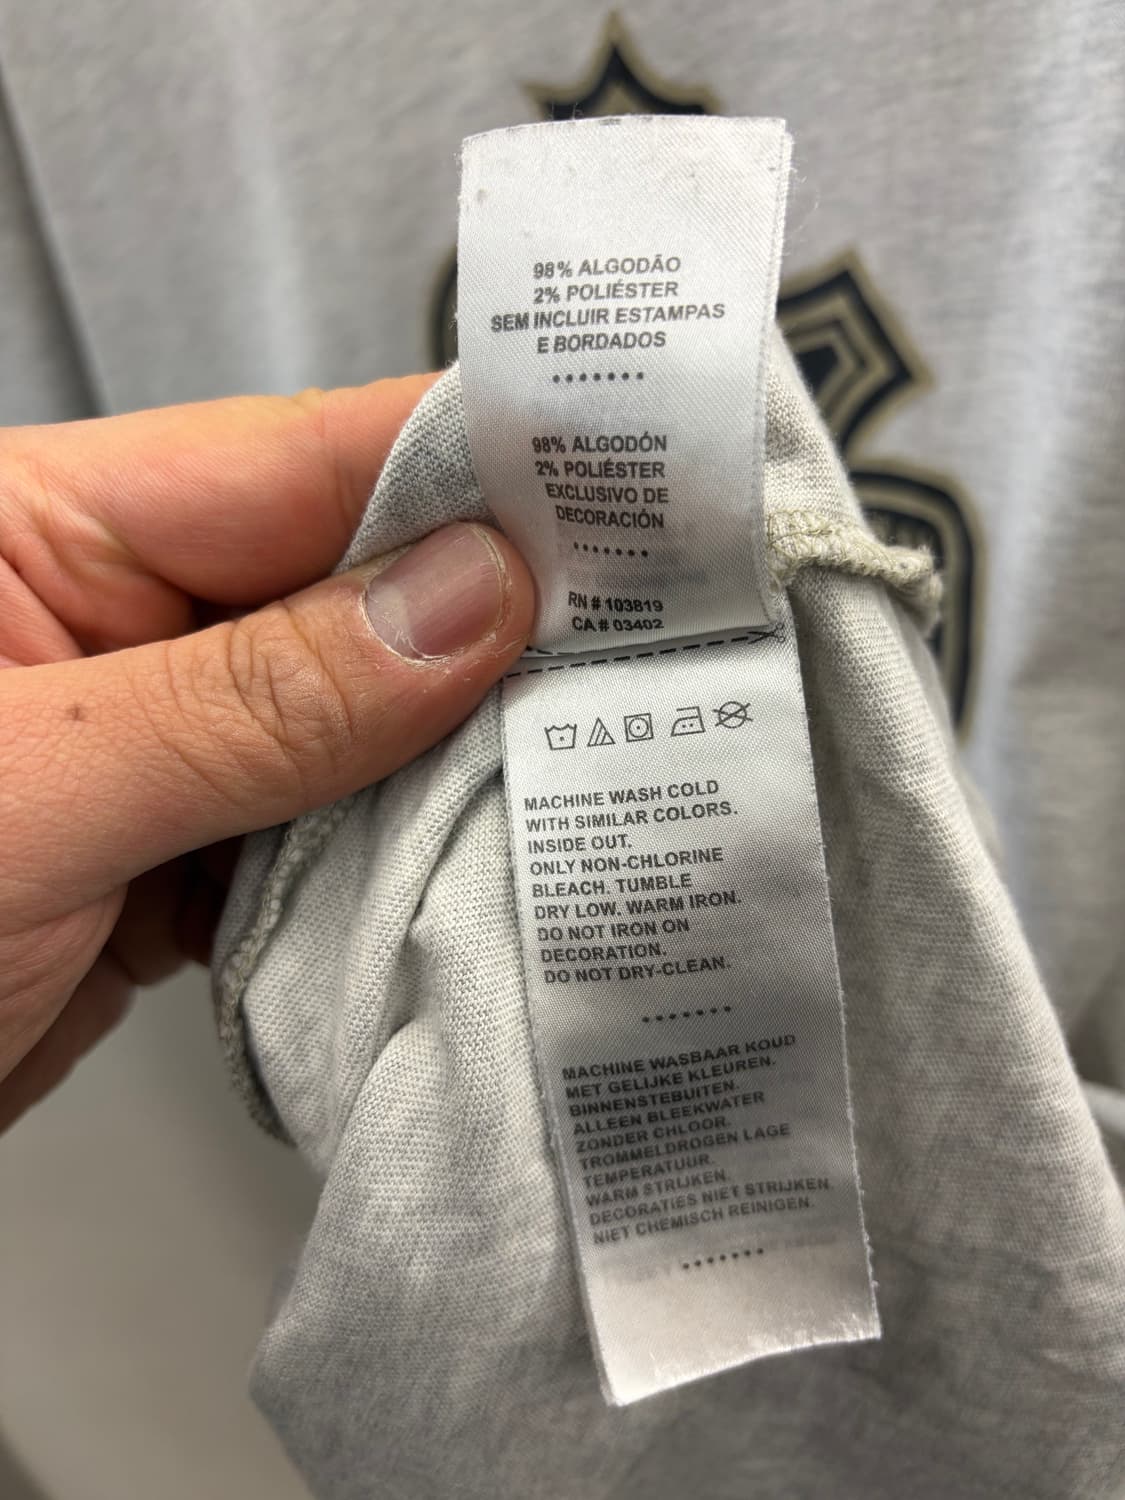 98% ALGODÃO
2% POLIÉSTER
SEM INCLUIR ESTAMPAS
E BORDADOS
•••••••
98% ALGODÓN
2% POLIÉSTER
EXCLUSIVO DE
DECORACIÓN
•••••••
RN # 103819
CA # 03402
MACHINE WASH COLD
WITH SIMILAR COLORS.
INSIDE OUT.
ONLY NON-CHLORINE
BLEACH. TUMBLE
DRY LOW. WARM IRON.
DO NOT IRON ON
DECORATION.
DO NOT DRY-CLEAN.
•••••••
MACHINE WASBAAR KOUD
MET GELIJKE KLEUREN.
BINNENSTEBUITEN.
ALLEEN BLEEKWATER
ZONDER CHLOOR.
TROMMELDROGEN LAGE
TEMPERATUUR.
WARM STRIJKEN.
DECORATIES NIET STRIJKEN.
NIET CHEMISCH REINIGEN.
•••••••